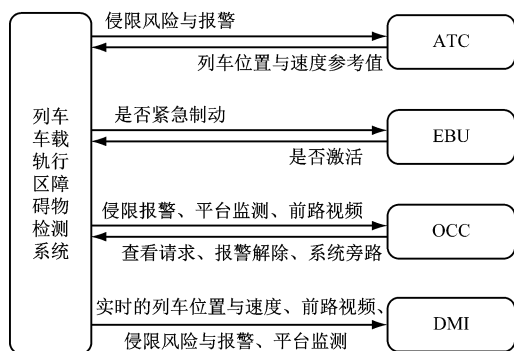 侵限风险与报警
ATC
列车位置与速度参考值
列车
车载
轨行
区障
碍物
检测
系统
是否紧急制动
EBU
是否激活
侵限报警、平台监测、前路视频
OCC
查看请求、报警解除、系统旁路
实时的列车位置与速度、前路视频、
DMI
侵限风险与报警、平台监测